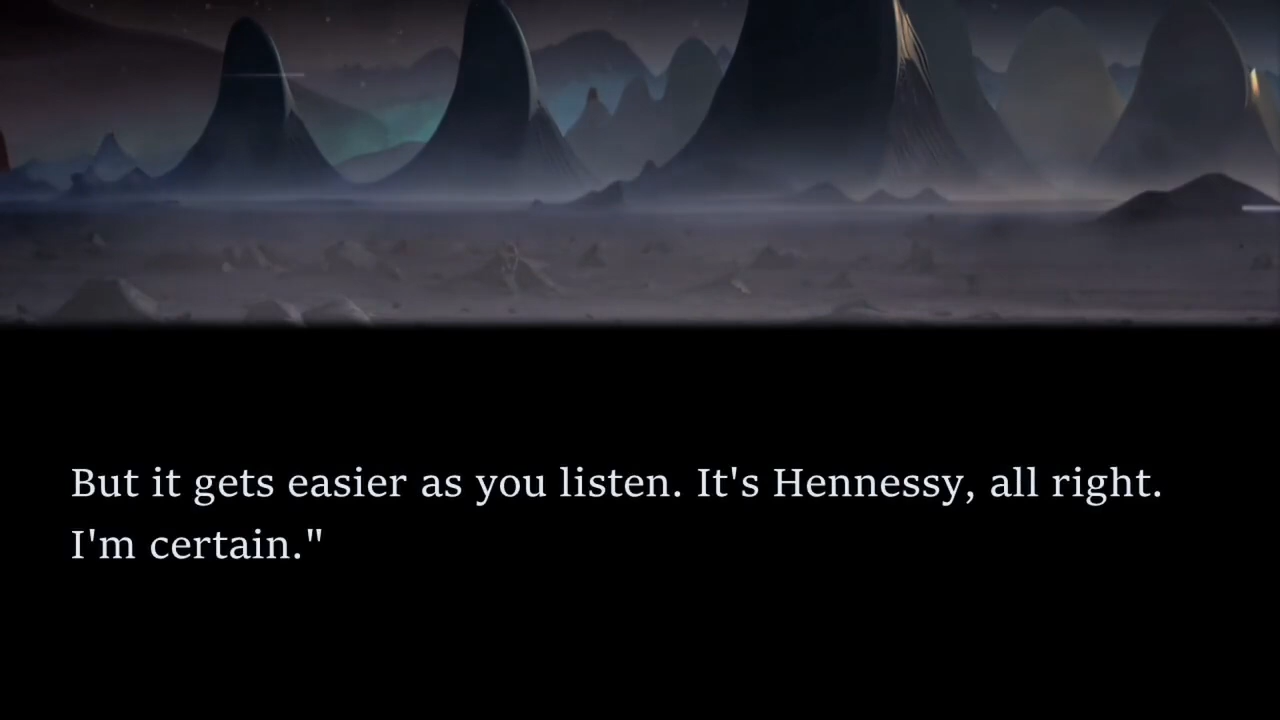 But it gets easier as you listen. It's Hennessy, all right.
I'm certain."